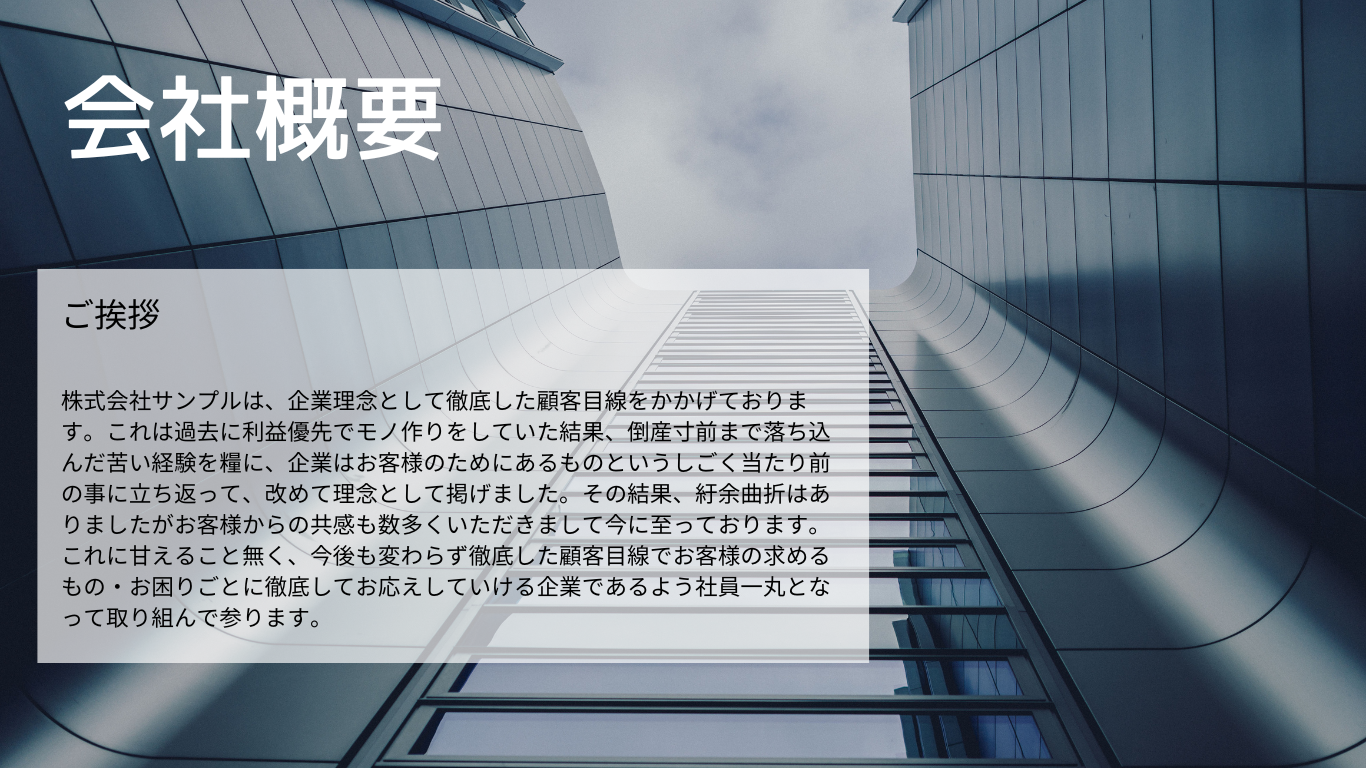 会社概要
ご挨拶
株式会社サンプルは、企業理念として徹底した顧客目線をかかげておりま
す。これは過去に利益優先でモノ作りをしていた結果、倒産寸前まで落ち込
んだ苦い経験を糧に、企業はお客様のためにあるものというしごく当たり前
の事に立ち返って、改めて理念として掲げました。その結果、紆余曲折はあ
りましたがお客様からの共感も数多くいただきまして今に至っております。
これに甘えること無く、今後も変わらず徹底した顧客目線でお客様の求める
もの・お困りごとに徹底してお応えしていける企業であるよう社員一丸とな
って取り組んで参ります。